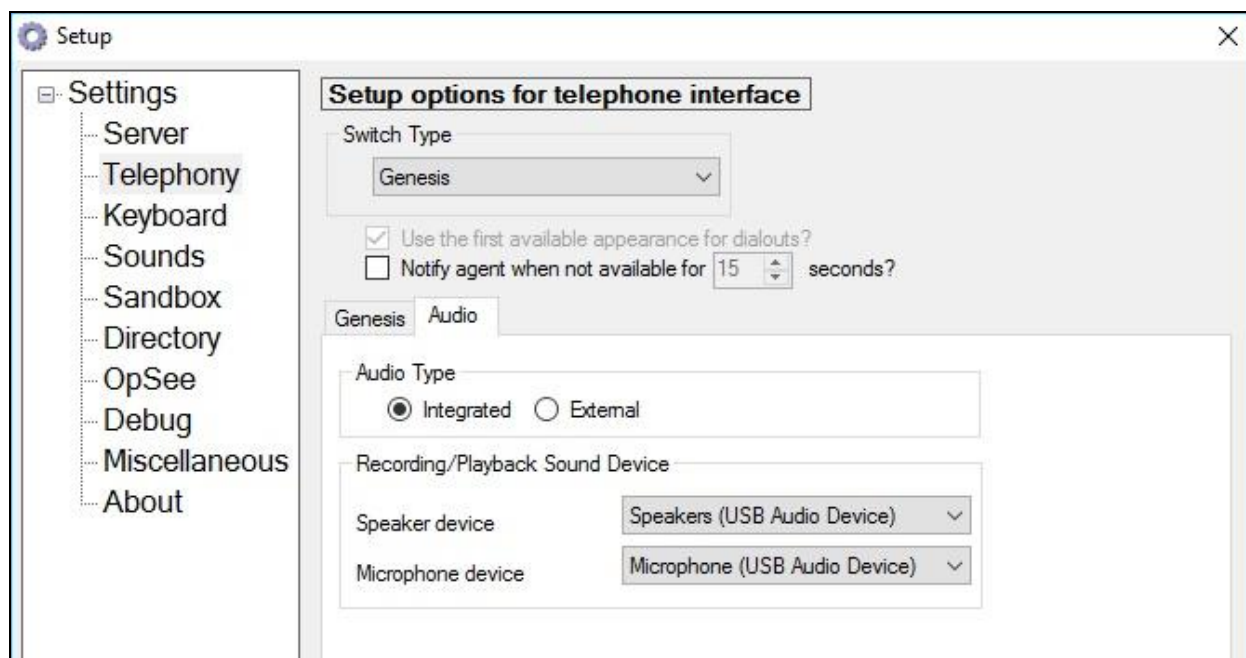 Setup
Settings
Server
Telephony
Keyboard
Sounds
Sandbox
Directory
OpSee
Debug
Miscellaneous
About
Setup options for telephone interface
Switch Type
Genesis
Use the first available appearance for dialouts?
Notify agent when not available for 15 seconds?
Genesis Audio
Audio Type
Integrated External
Recording/Playback Sound Device
Speaker device Speakers (USB Audio Device)
Microphone device Microphone (USB Audio Device)